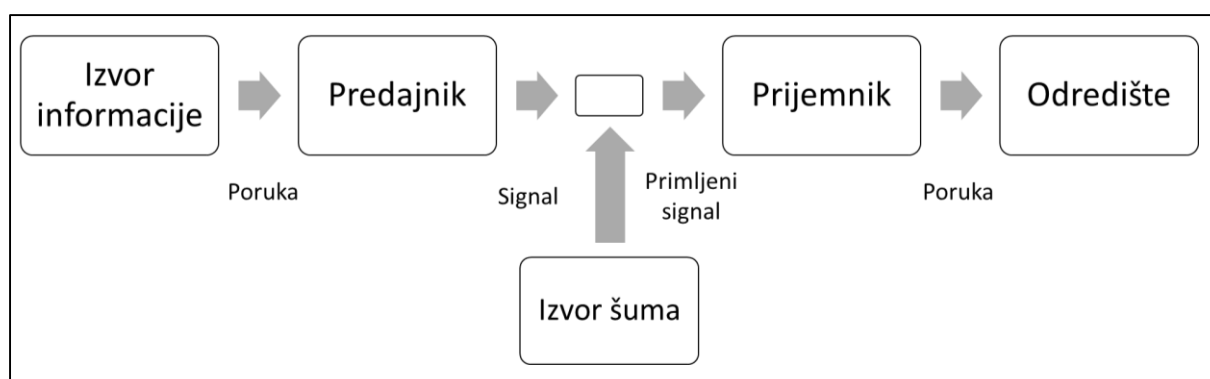 Izvor
informacije
Predajnik
Prijemnik
Odredište
Poruka
Signal
Primljeni
signal
Poruka
Izvor šuma